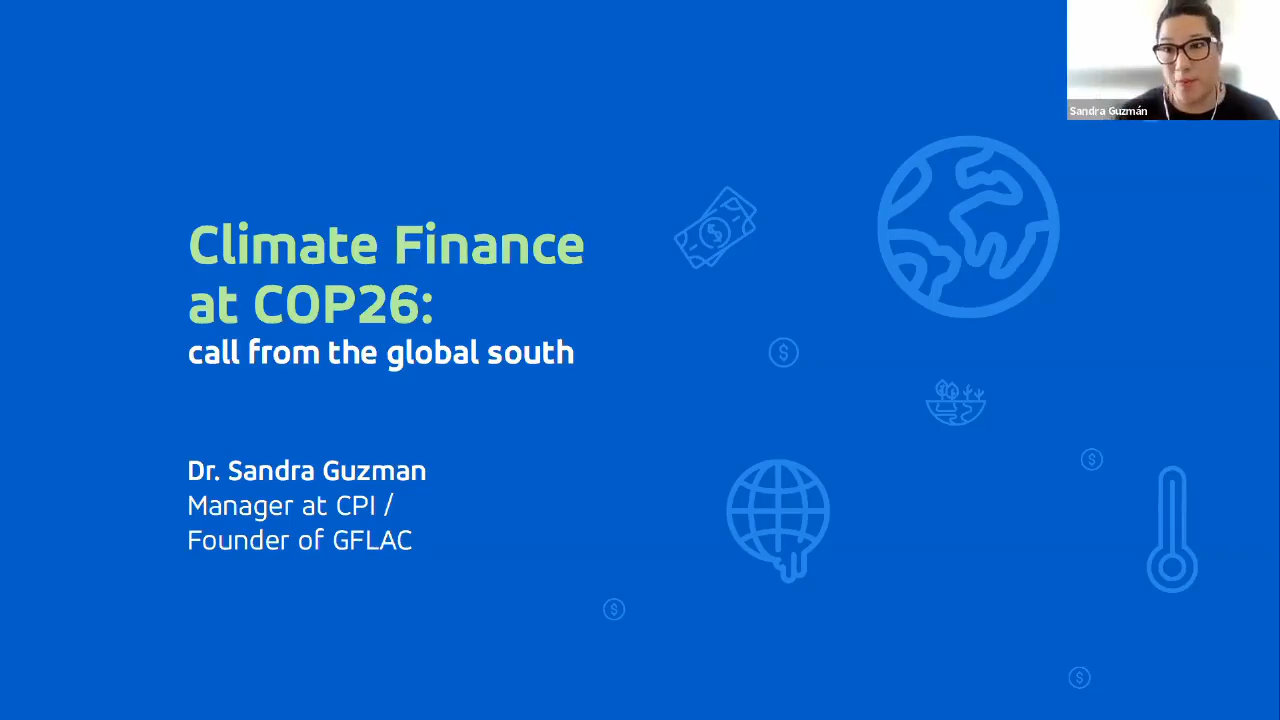 Sandra Guzmán
Climate Finance
at COP26:
call from the global south
Dr. Sandra Guzman
Manager at CPI /
Founder of GFLAC